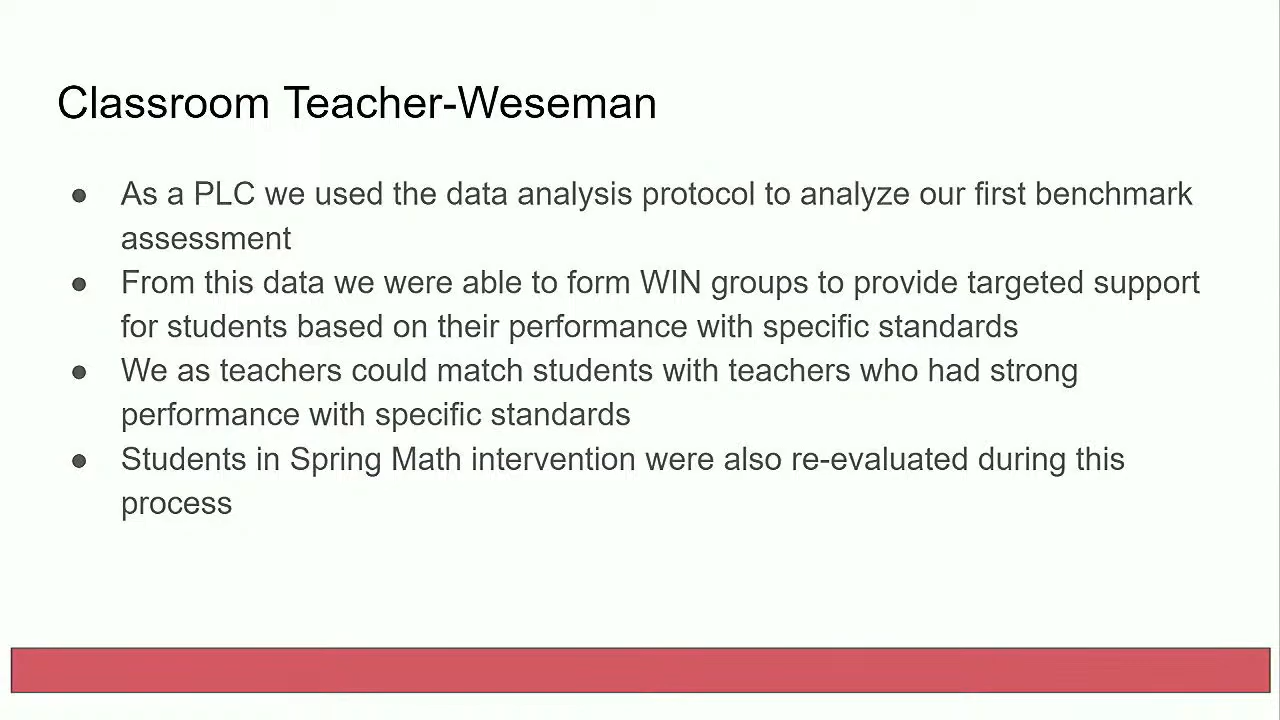 Classroom Teacher-Weseman
● As a PLC we used the data analysis protocol to analyze our first benchmark
assessment
● From this data we were able to form WIN groups to provide targeted support
for students based on their performance with specific standards
● We as teachers could match students with teachers who had strong
performance with specific standards
● Students in Spring Math intervention were also re-evaluated during this
process